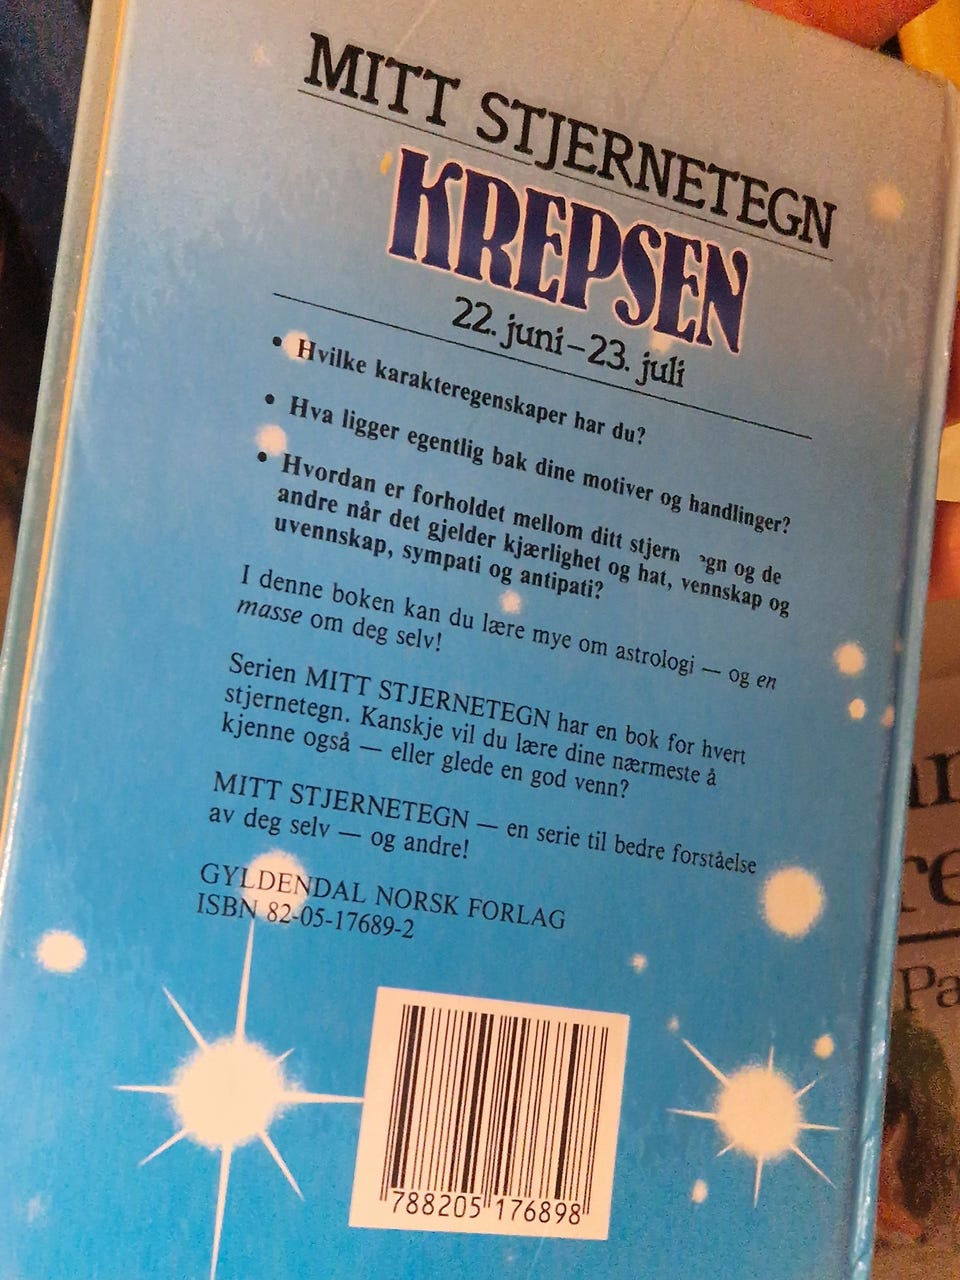 MITT STJERNETEGN
KREPSEN
22. juni–23. juli
• Hvilke karakteregenskaper har du?
• Hva ligger egentlig bak dine motiver og handlinger?
• Hvordan er forholdet mellom ditt stjern egn og de
andre når det gjelder kjærlighet og hat, vennskap og
uvennskap, sympati og antipati?
I denne boken kan du lære mye om astrologi — og en
masse om deg selv!
Serien MITT STJERNETEGN har en bok for hvert
stjernetegn. Kanskje vil du lære dine nærmeste å
kjenne også — eller glede en god venn?
MITT STJERNETEGN — en serie til bedre forståelse
av deg selv — og andre!
GYLDENDAL NORSK FORLAG
ISBN 82-05-17689-2
788205 176898
Pa